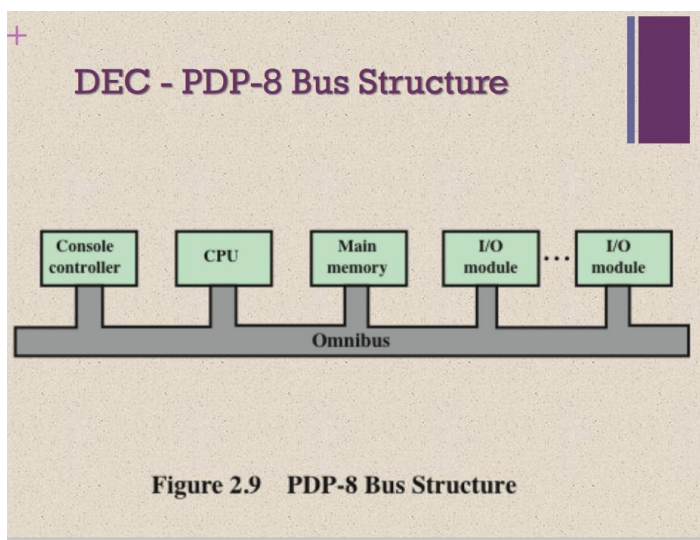 +
DEC - PDP-8 Bus Structure
Console
controller
CPU
Main
memory
I/O
module
...
I/O
module
Omnibus
Figure 2.9 PDP-8 Bus Structure